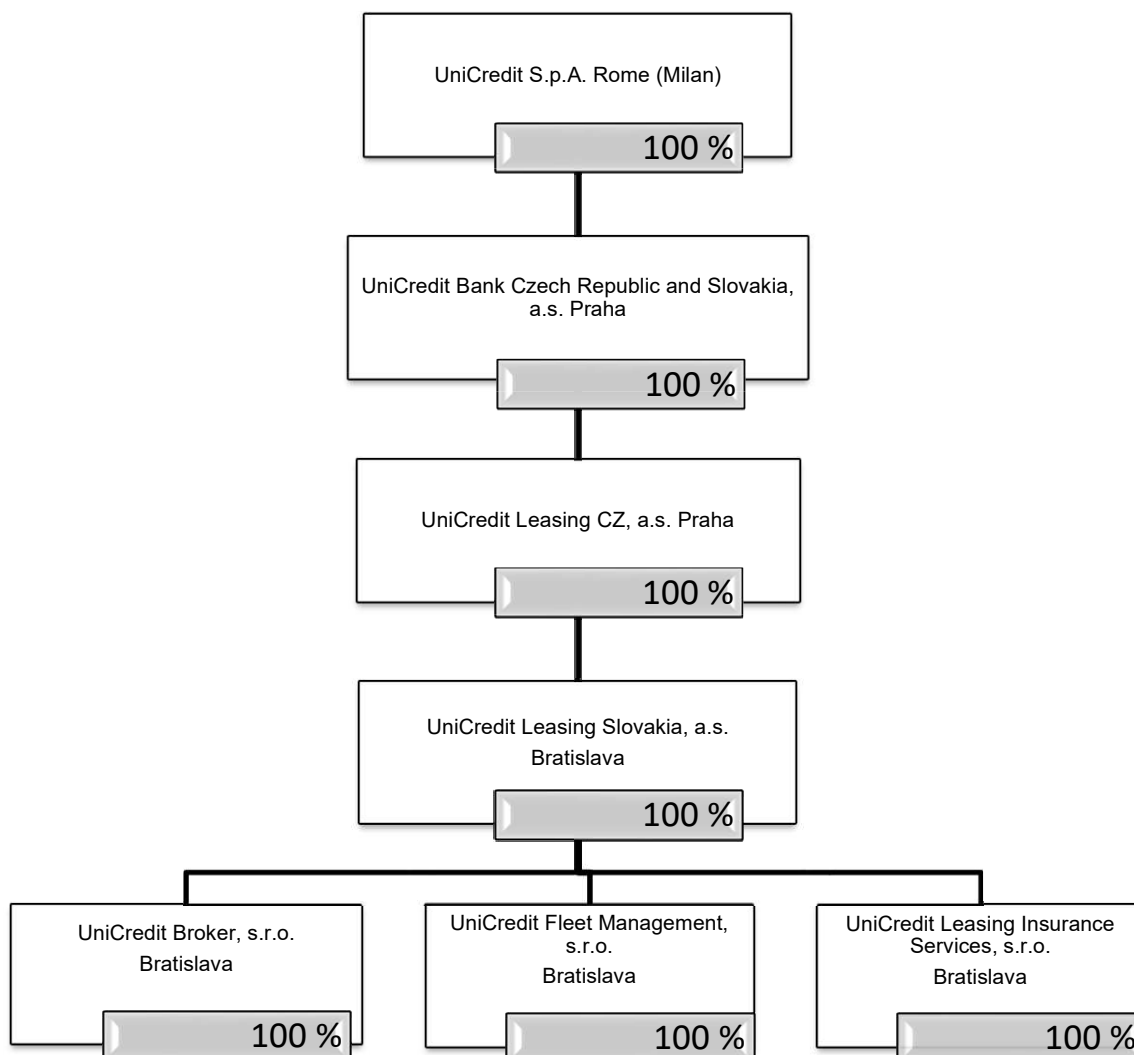 UniCredit S.p.A. Rome (Milan)
100 %
UniCredit Bank Czech Republic and Slovakia,
a.s. Praha
100 %
UniCredit Leasing CZ, a.s. Praha
100 %
UniCredit Leasing Slovakia, a.s.
Bratislava
100 %
UniCredit Broker, s.r.o.
Bratislava
100 %
UniCredit Fleet Management,
s.r.o.
Bratislava
100 %
UniCredit Leasing Insurance
Services, s.r.o.
Bratislava
100 %